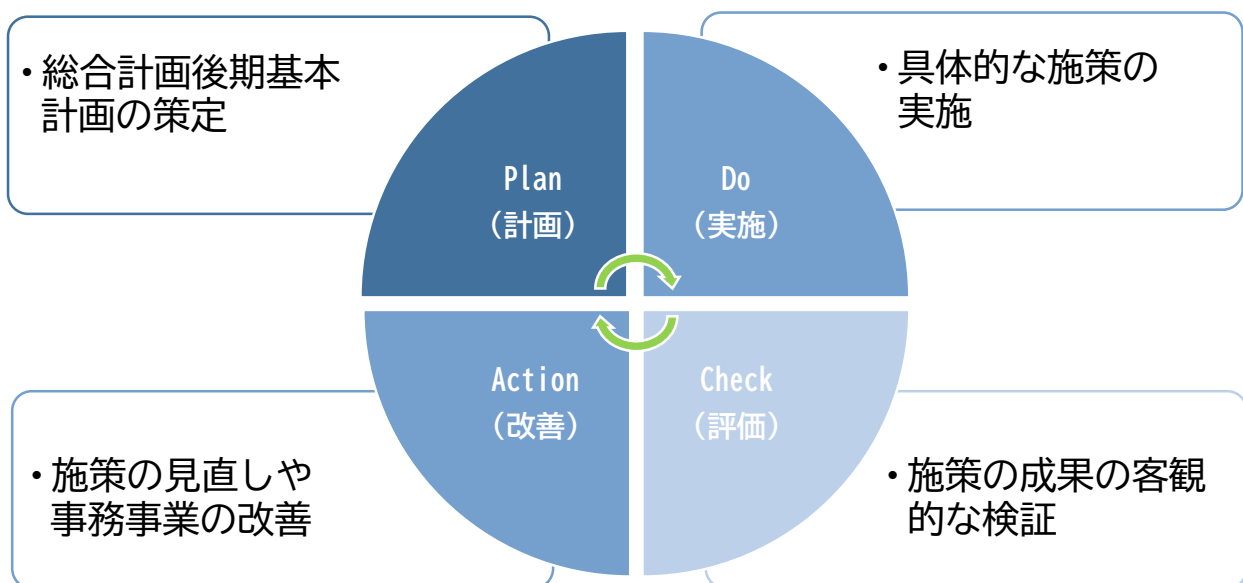 ・総合計画後期基本
計画の策定
・具体的な施策の
実施
Plan
（計画）
Do
（実施）
Action
（改善）
Check
（評価）
・施策の見直しや
事務事業の改善
・施策の成果の客観
的な検証